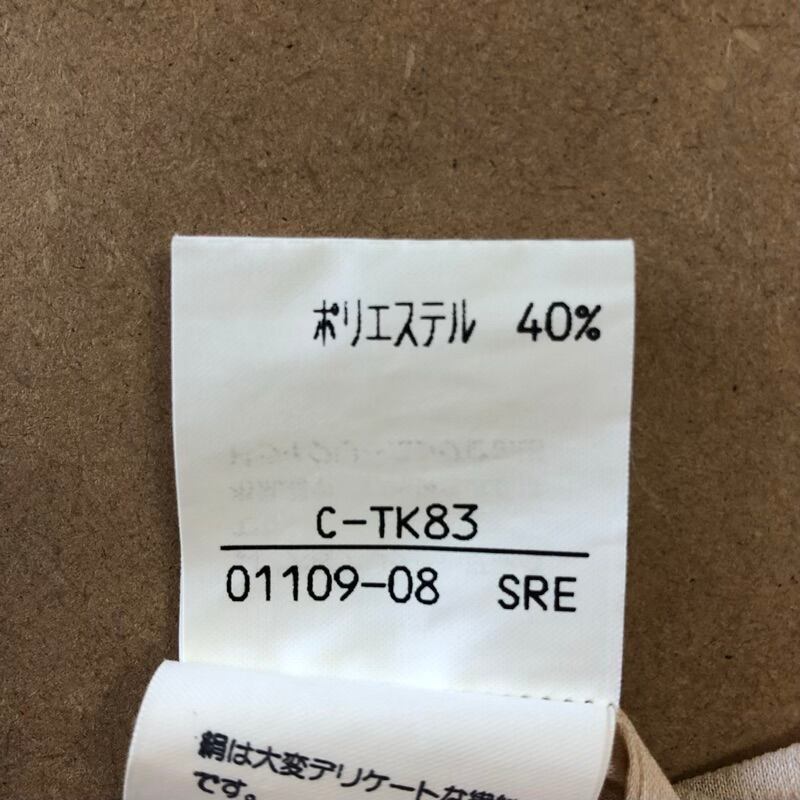 ポリエステル 40%
C-TK83
01109-08 SRE
絹は大変デリケートな繊
です。